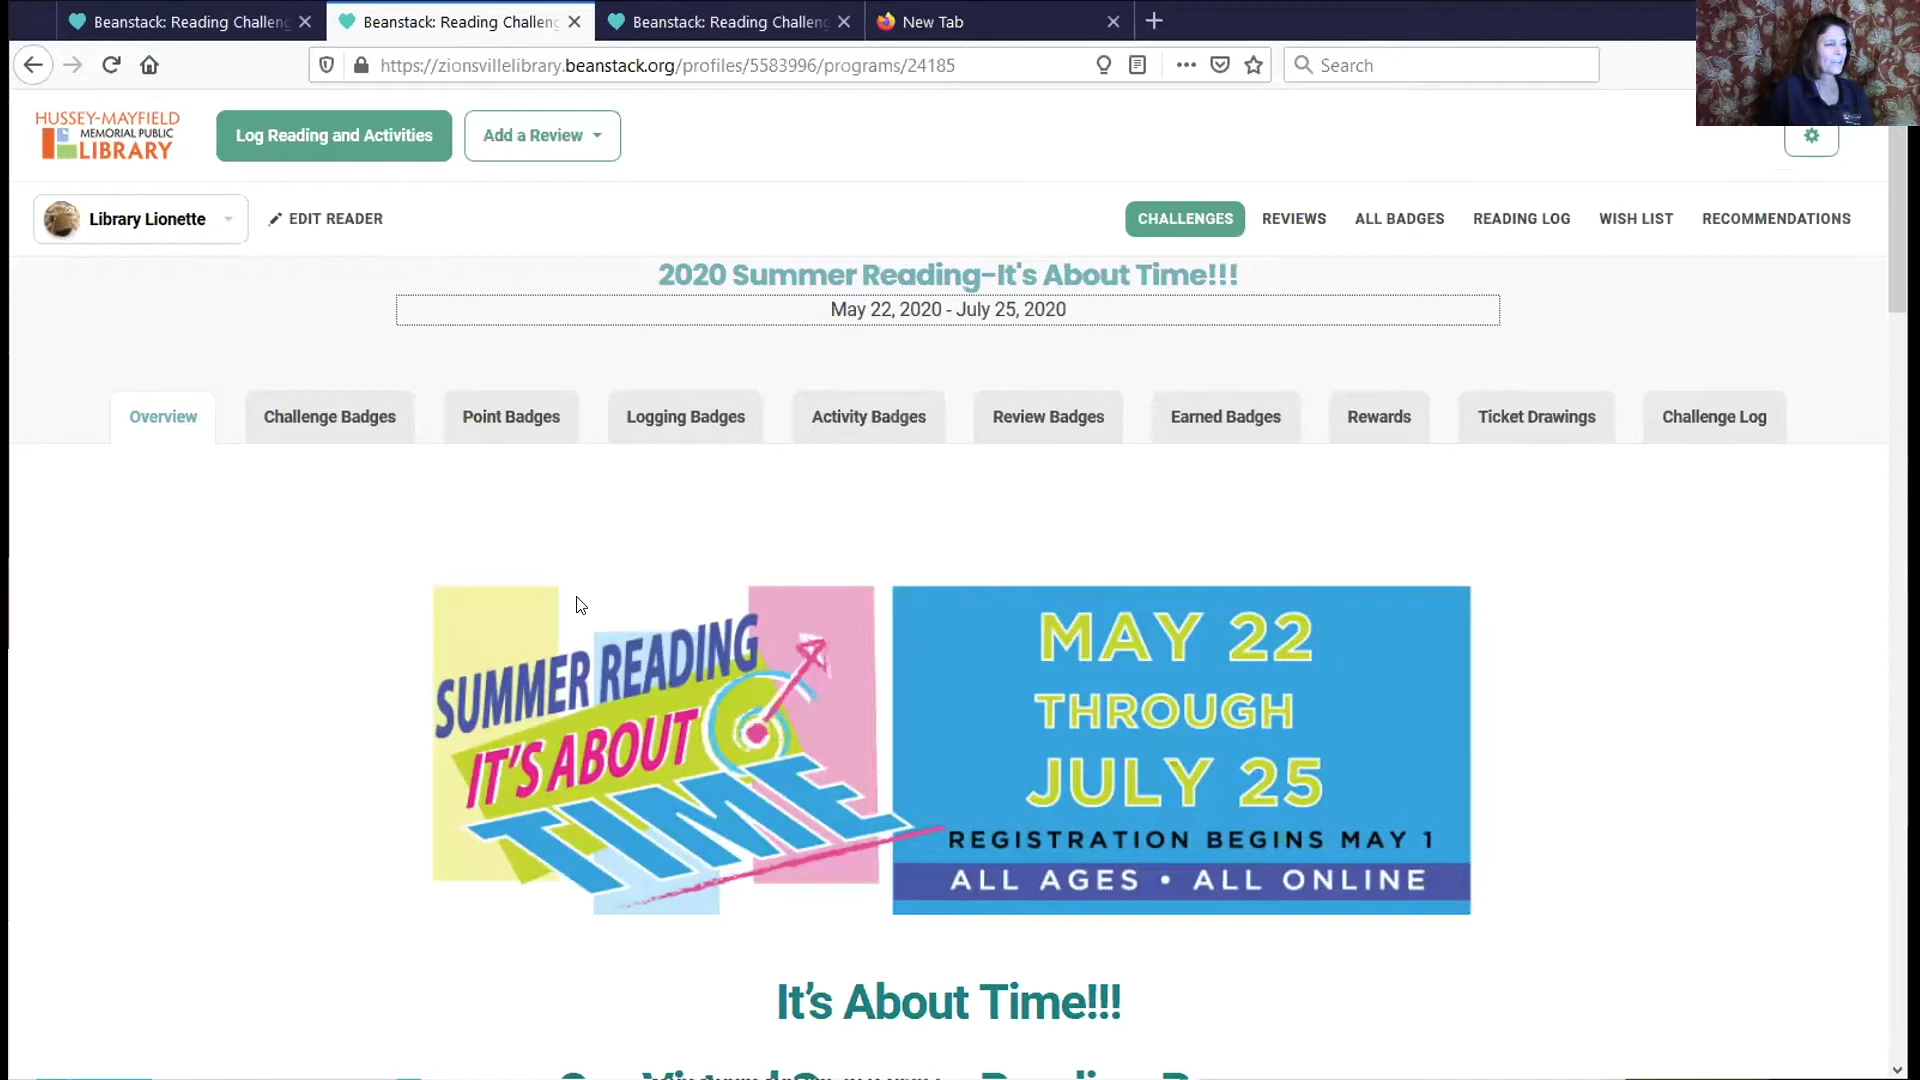 Beanstack: Reading Challeng
Beanstack: Reading Challeng
Beanstack: Reading Challeng
New Tab
https://zionsvillelibrary.beanstack.org/profiles/5583996/programs/24185
Search
HUSSEY-MAYFIELD
MEMORIAL PUBLIC
LIBRARY
Log Reading and Activities
Add a Review
Library Lionette
EDIT READER
CHALLENGES
REVIEWS
ALL BADGES
READING LOG
WISH LIST
RECOMMENDATIONS
2020 Summer Reading-It's About Time!!!
May 22, 2020 - July 25, 2020
Overview
Challenge Badges
Point Badges
Logging Badges
Activity Badges
Review Badges
Earned Badges
Rewards
Ticket Drawings
Challenge Log
SUMMER READING
IT'S ABOUT
TIME
MAY 22
THROUGH
JULY 25
REGISTRATION BEGINS MAY 1
ALL AGES • ALL ONLINE
It's About Time!!!